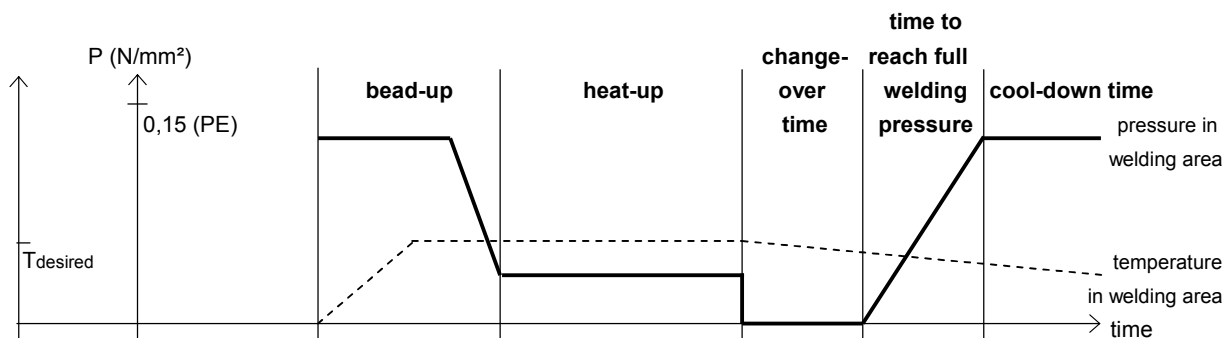 time to
P (N/mm²)
change-
reach full
bead-up
heat-up
over
welding
cool-down time
0,15 (PE)
time
pressure
pressure in
welding area
Tdesired
temperature
in welding area
time